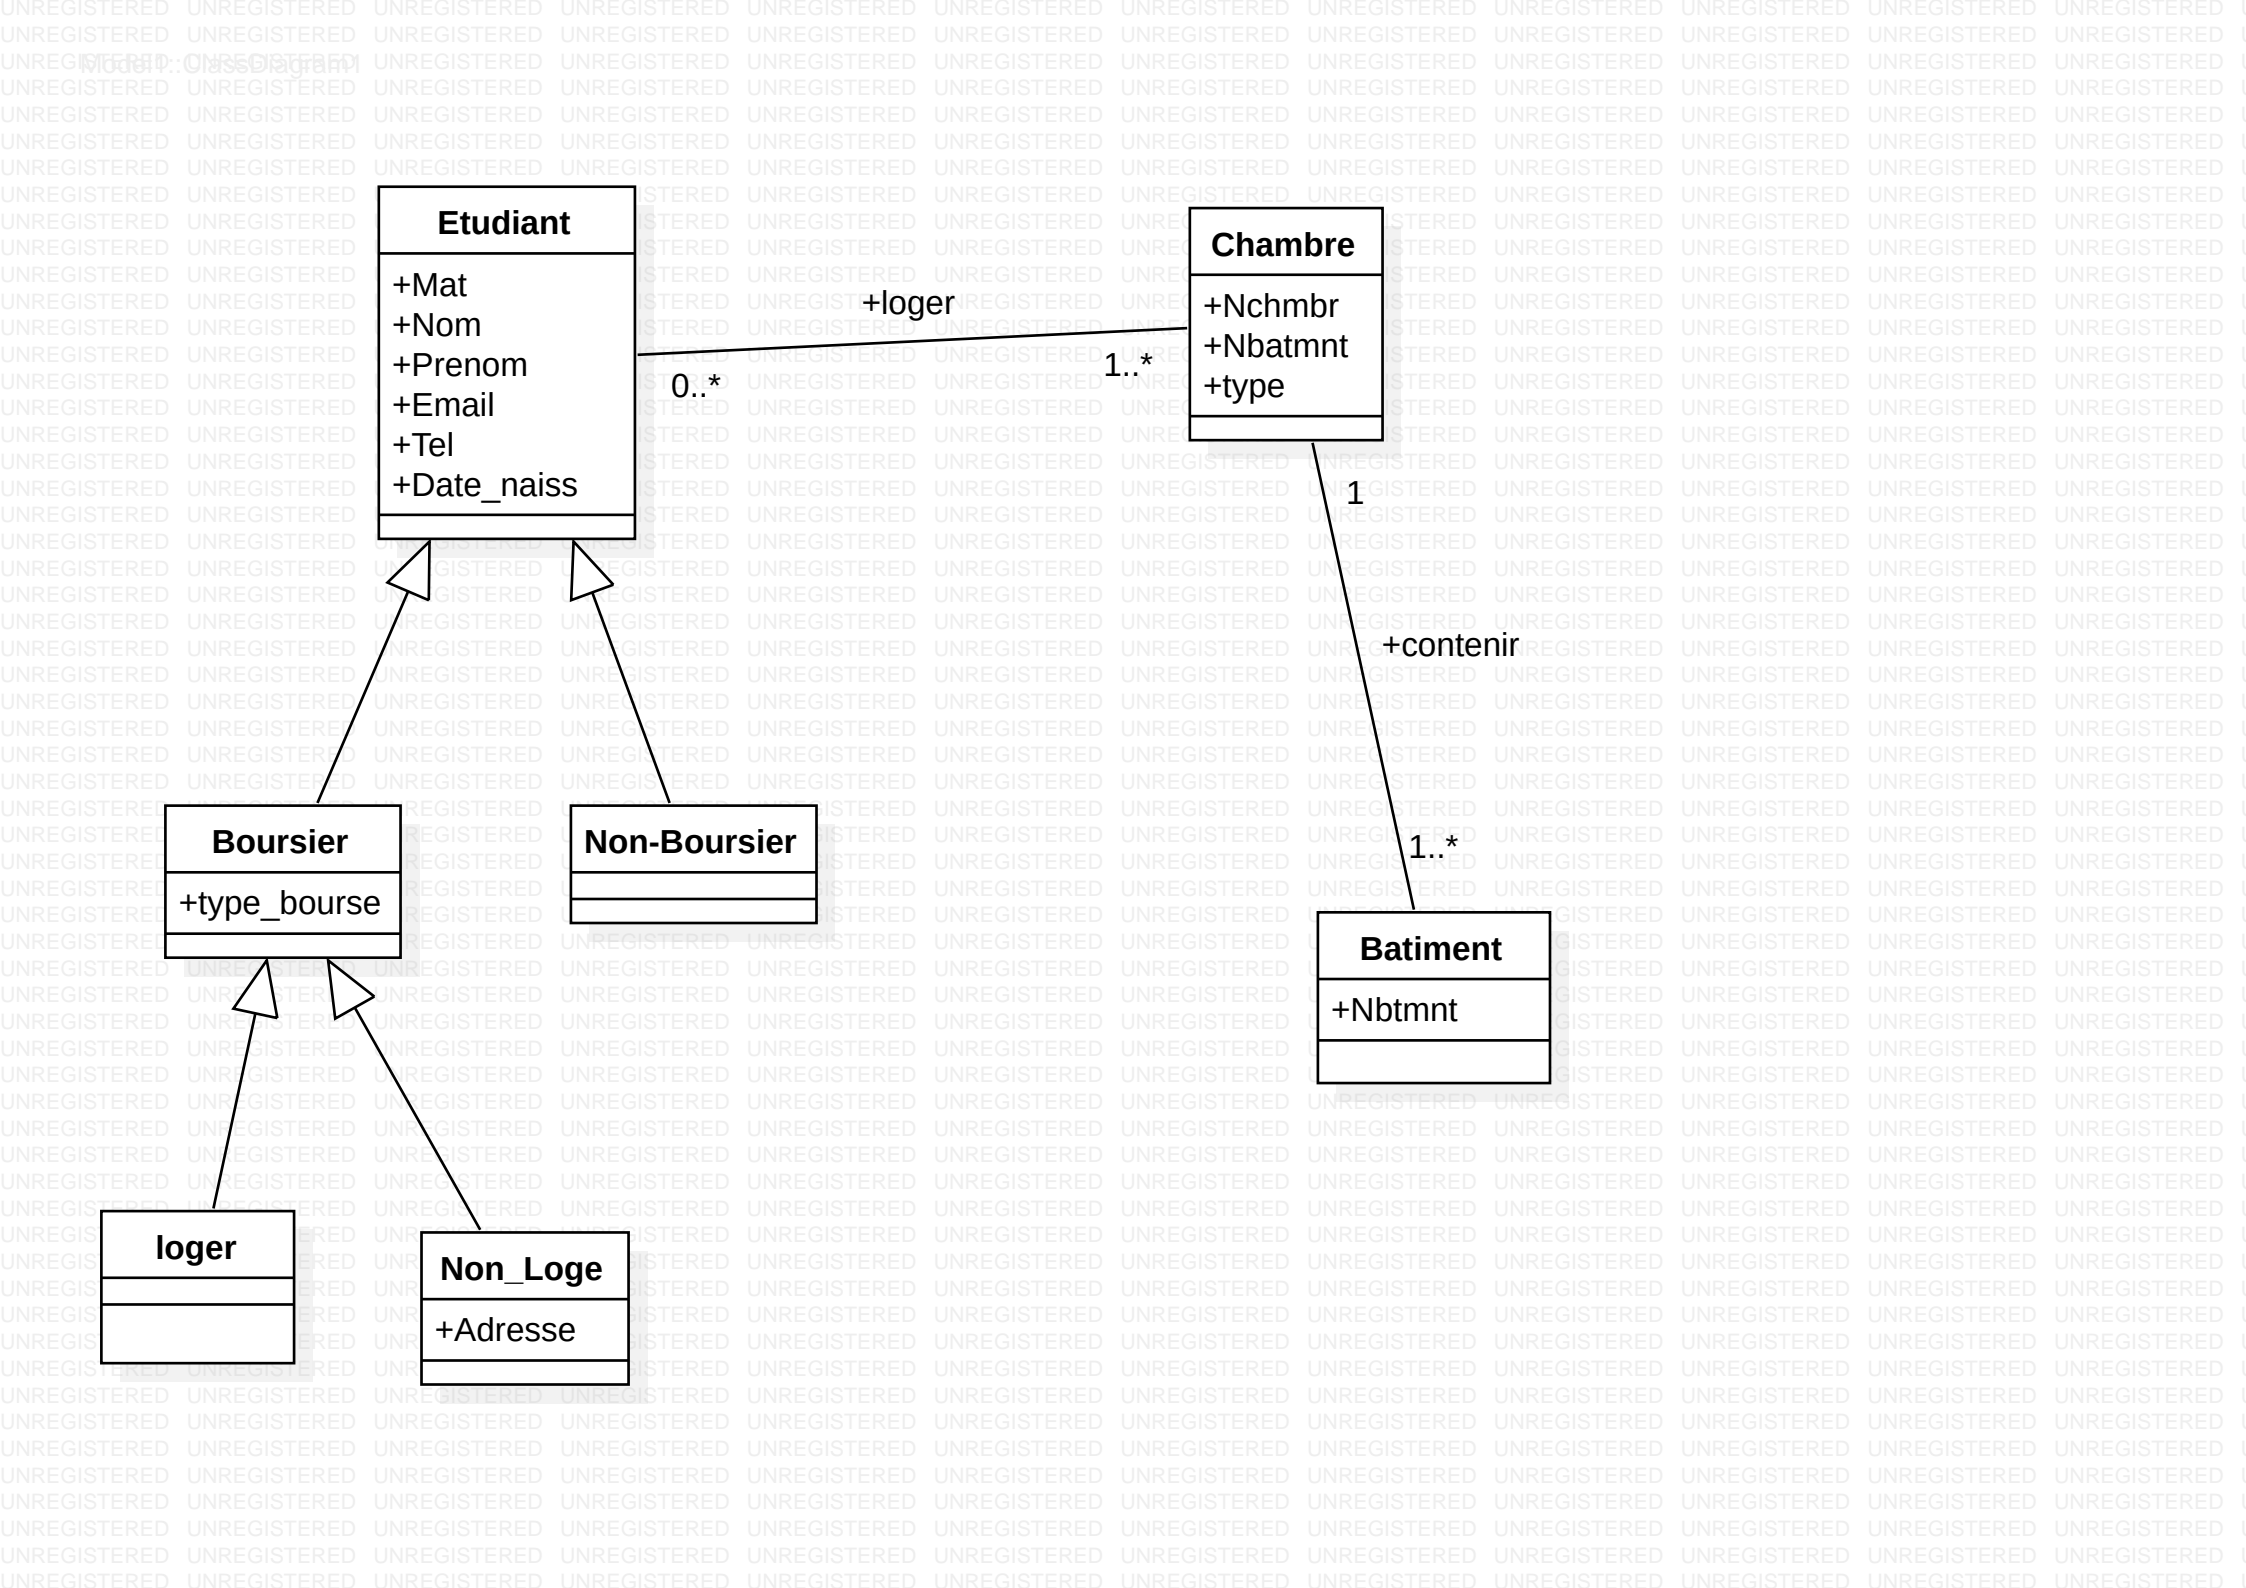 Model1::ClassDiagram1
Etudiant
+Mat
+Nom
+Prenom
+Email
+Tel
+Date_naiss
+loger
0..*
1..*
Chambre
+Nchmbr
+Nbatmnt
+type
1
+contenir
1..*
Boursier
+type_bourse
Non-Boursier
Batiment
+Nbtmnt
loger
Non_Loge
+Adresse
UNREGISTERED